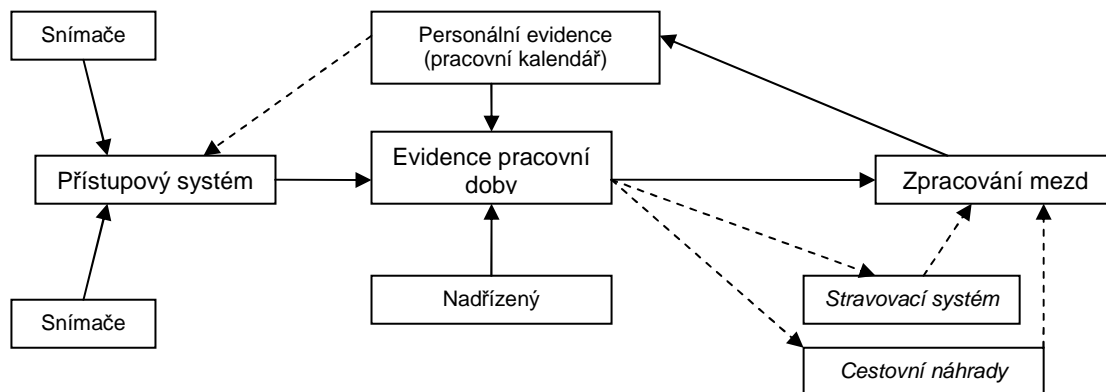 Snímače
Personální evidence
(pracovní kalendář)
Přístupový systém
Evidence pracovní
doby
Zpracování mezd
Snímače
Nadřízený
Stravovací systém
Cestovní náhrady